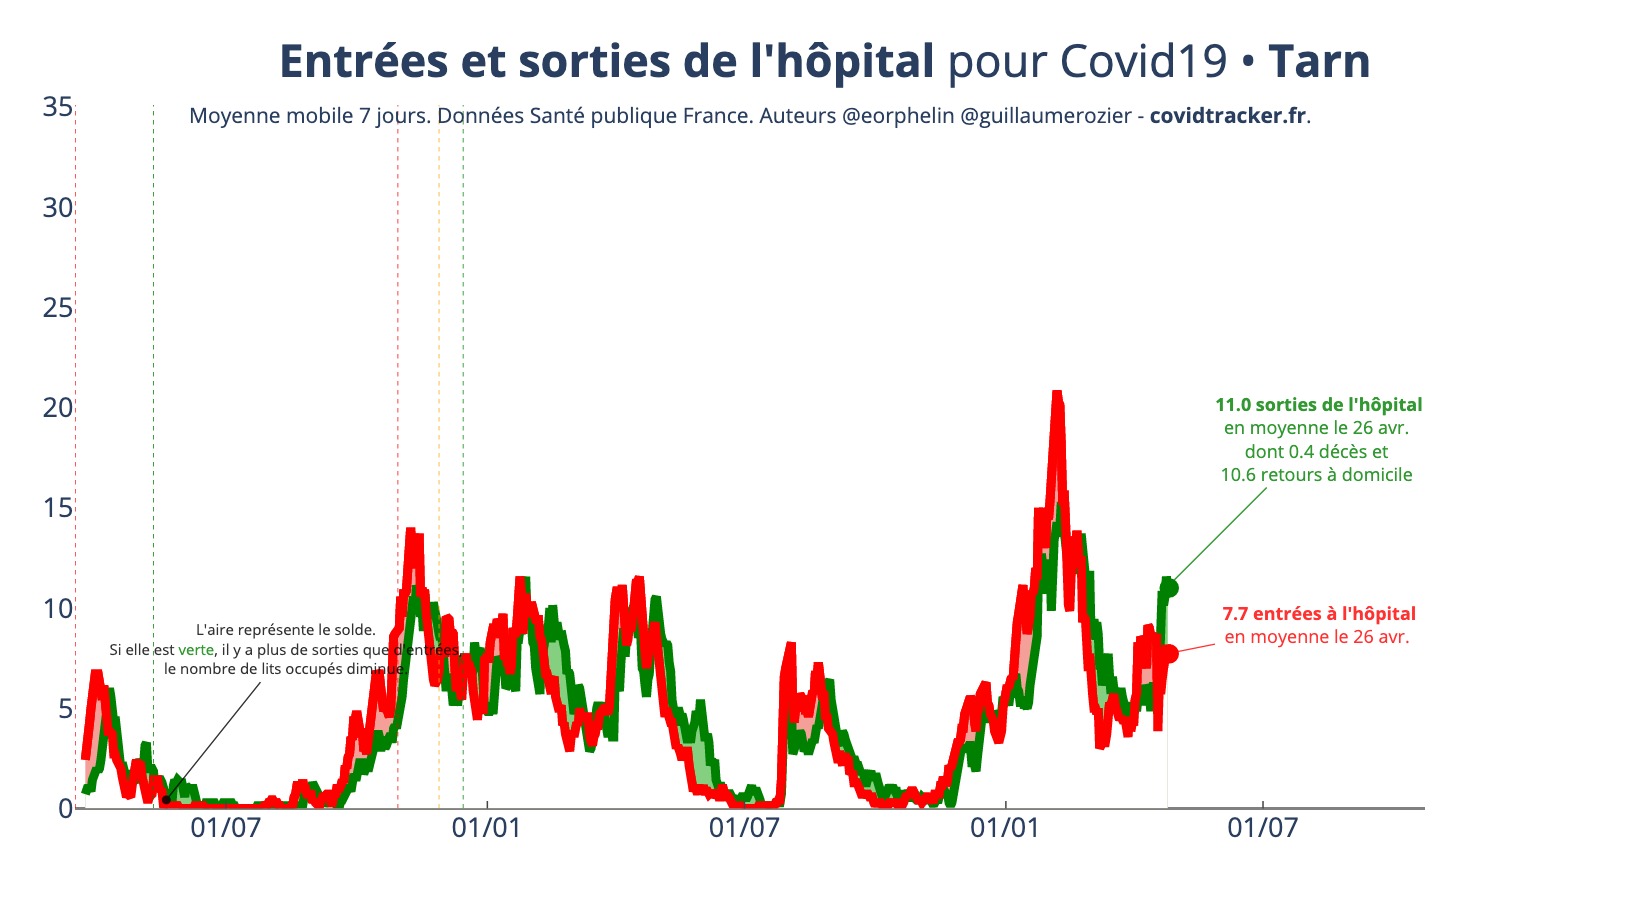 Entrées et sorties de l'hôpital pour Covid19 • Tarn
Moyenne mobile 7 jours. Données Santé publique France. Auteurs @eorphelin @guillaumerozier - covidtracker.fr.
35
30
25
20
15
10
5
0
11.0 sorties de l'hôpital
en moyenne le 26 avr.
dont 0.4 décès et
10.6 retours à domicile
7.7 entrées à l'hôpital
en moyenne le 26 avr.
L'aire représente le solde.
Si elle est verte, il y a plus de sorties que d'entrées,
le nombre de lits occupés diminue.
01/07
01/01
01/07
01/01
01/07